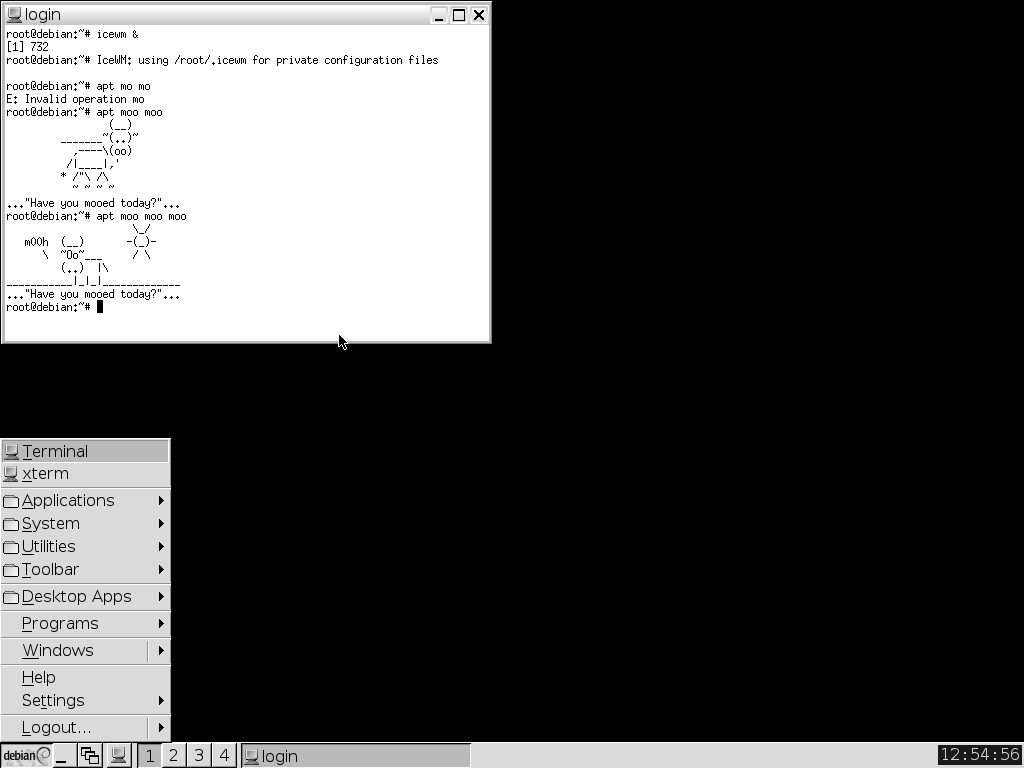 login
root@debian:~# icewm &
[1] 732
root@debian:~# IceWM: using /root/.icewm for private configuration files
root@debian:~# apt mo mo
E: Invalid operation mo
root@debian:~# apt moo moo
                 (__)
         _______~(..)~
           ,----\(oo)
          /|____|,'
         * /"\ /\
           ~ ~ ~ ~
..."Have you mooed today?"...
root@debian:~# apt moo moo moo
                     \_/
   m00h  (__)       -(_)-
      \  ~Oo~___     / \
         (..)  |\
___________|_|_|_____________
..."Have you mooed today?"...
root@debian:~#
Terminal
xterm
Applications
System
Utilities
Toolbar
Desktop Apps
Programs
Windows
Help
Settings
Logout...
debian 1 2 3 4 login 12:54:56